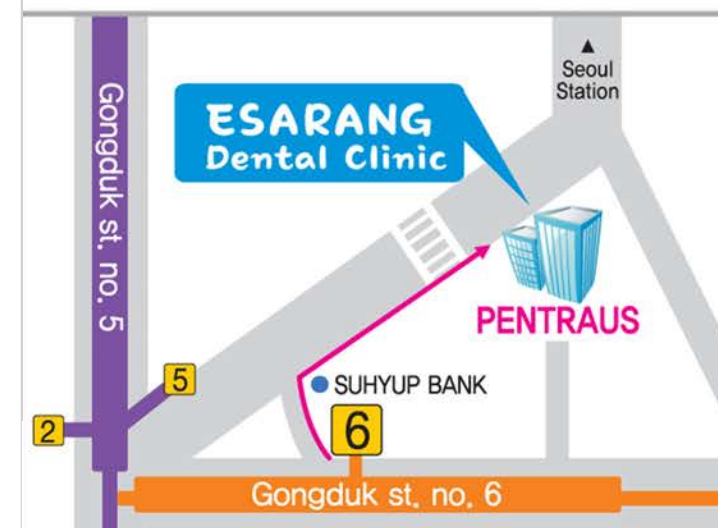 ▲
Seoul
Station
ESARANG
Dental Clinic
Gongduk st. no. 5
PENTRAUS
5
SUHYUP BANK
2
6
Gongduk st. no. 6